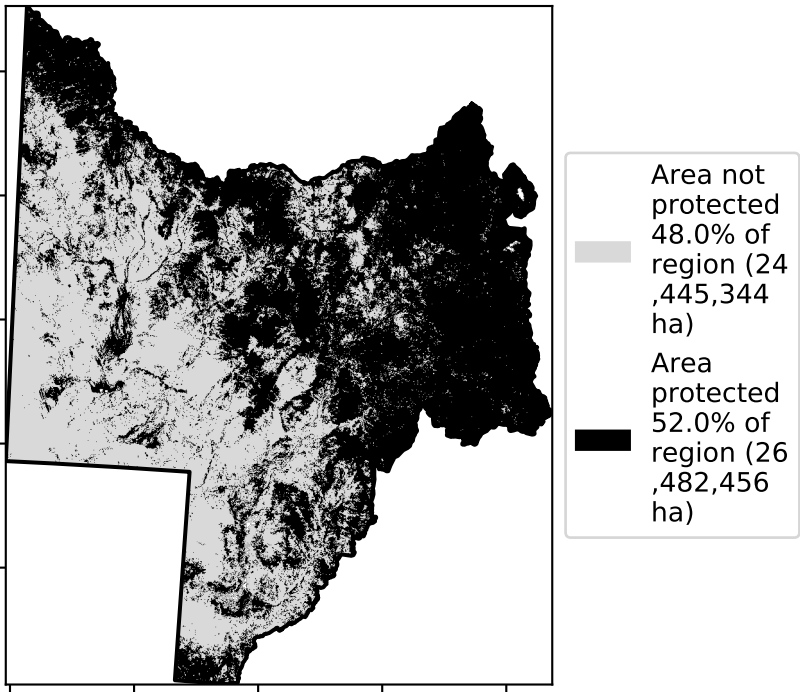 Area not
protected
48.0% of
region (24
,445,344
ha)
Area
protected
52.0% of
region (26
,482,456
ha)